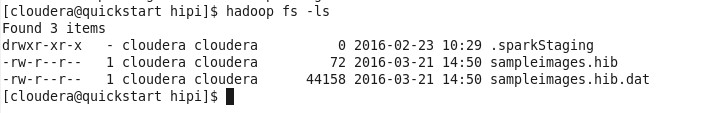 [cloudera@quickstart hipi]$ hadoop fs -ls
Found 3 items
drwxr-xr-x   - cloudera cloudera          0 2016-02-23 10:29 .sparkStaging
-rw-r--r--   1 cloudera cloudera         72 2016-03-21 14:50 sampleimages.hib
-rw-r--r--   1 cloudera cloudera      44158 2016-03-21 14:50 sampleimages.hib.dat
[cloudera@quickstart hipi]$